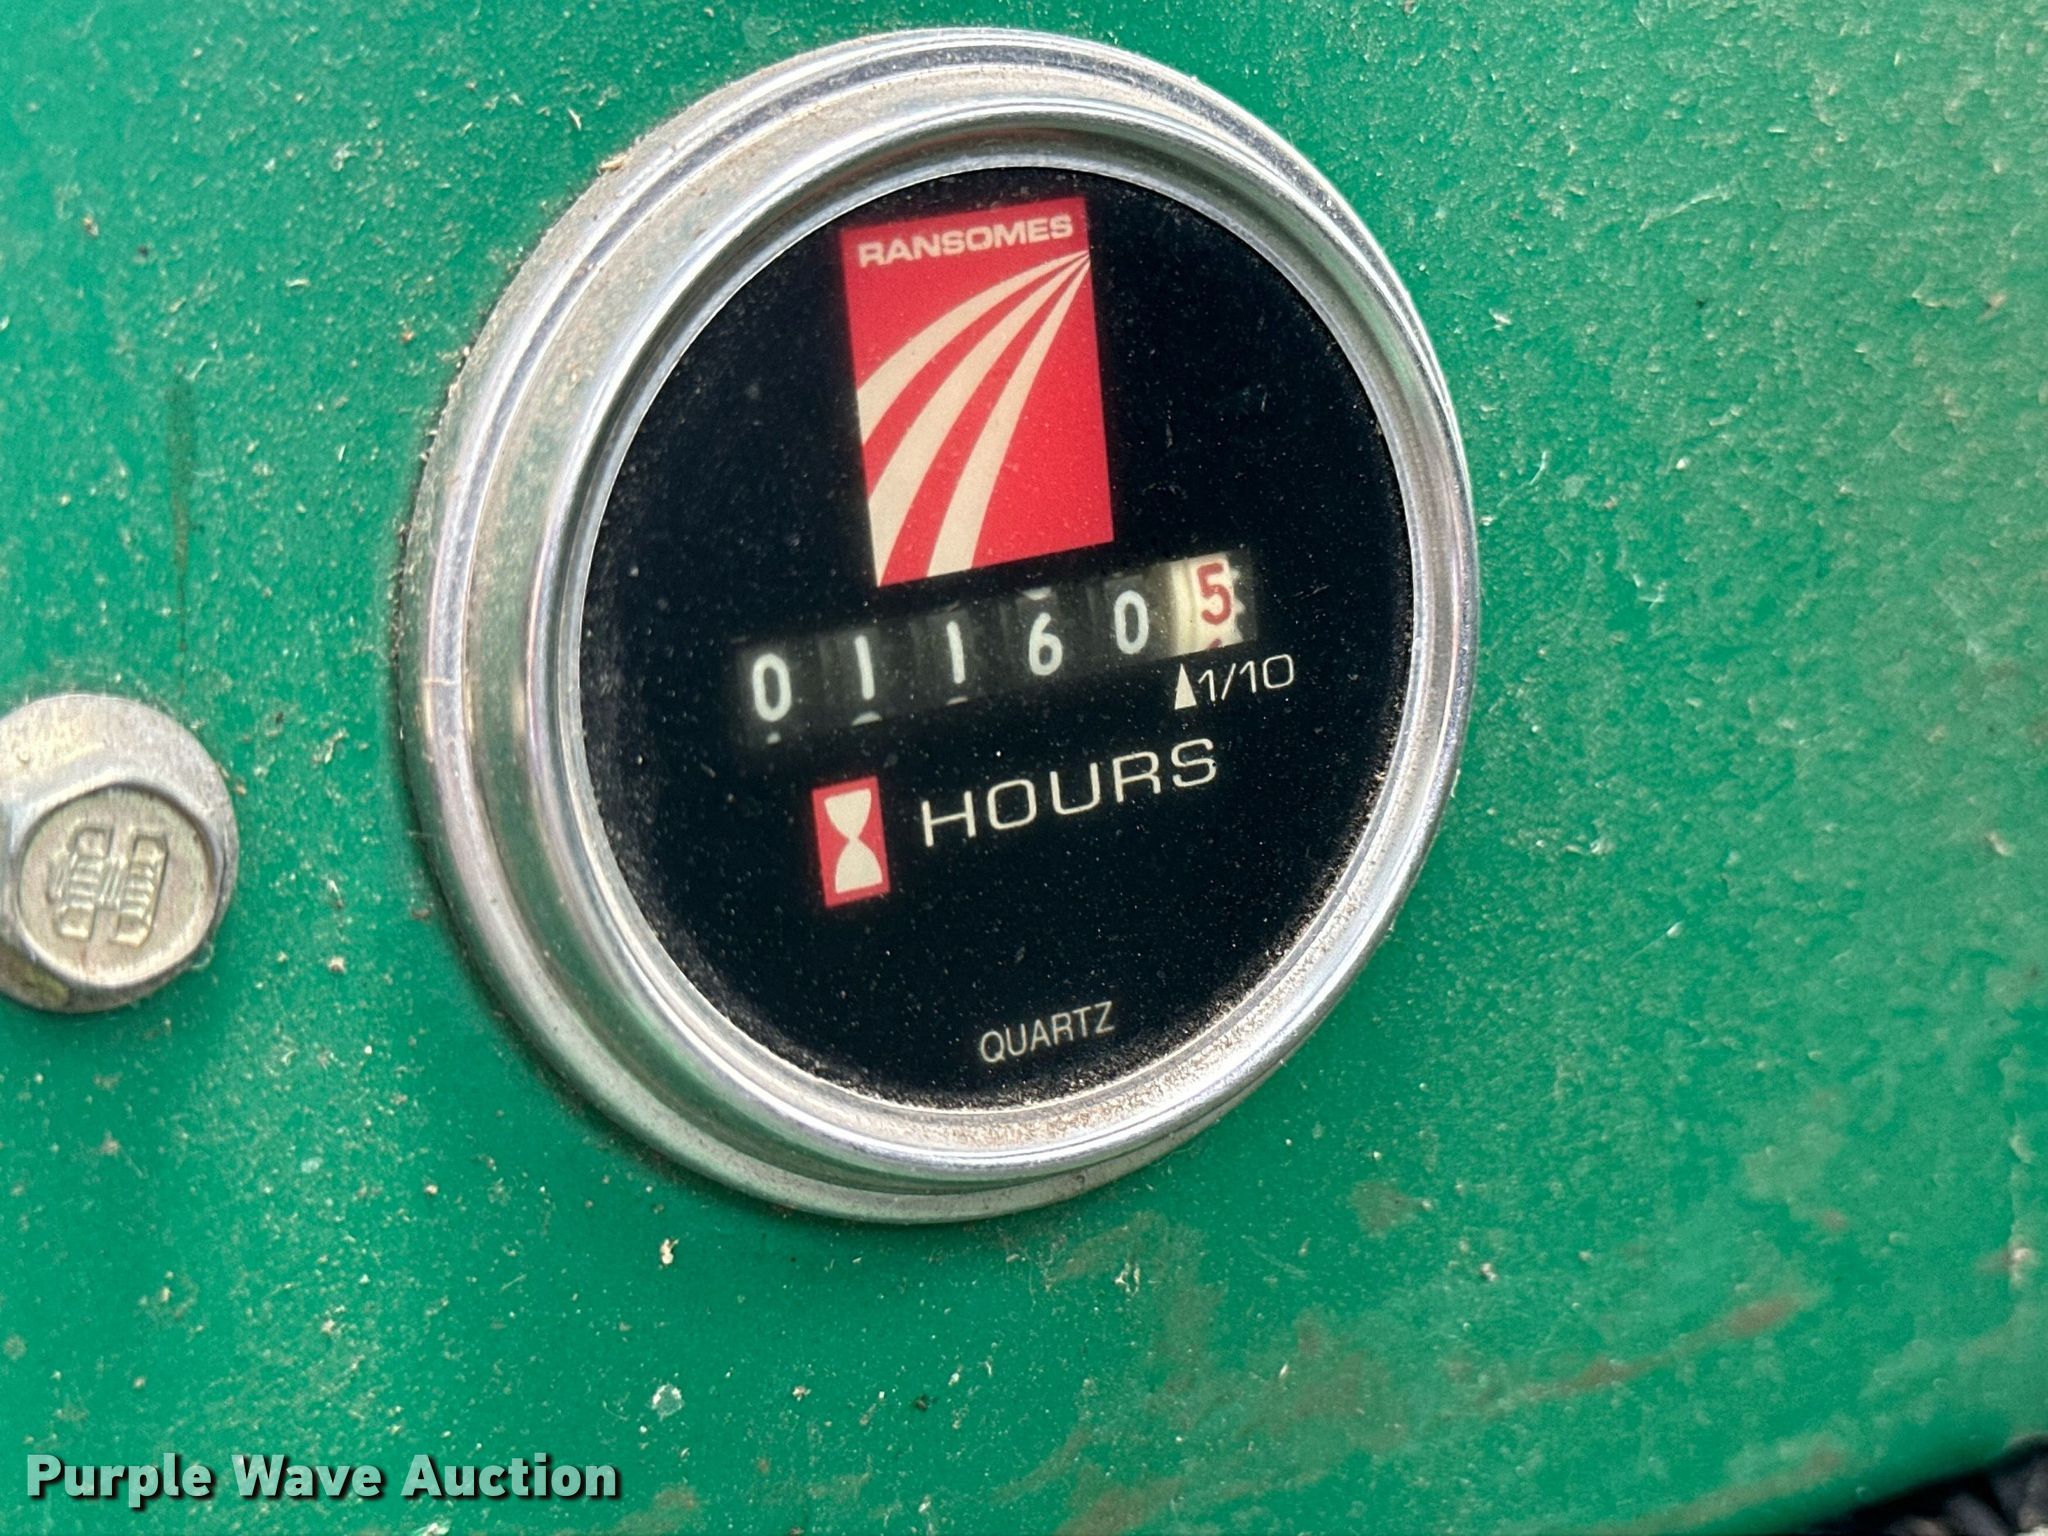 RANSOMES
011605
1/10
HOURS
QUARTZ
Purple Wave Auction